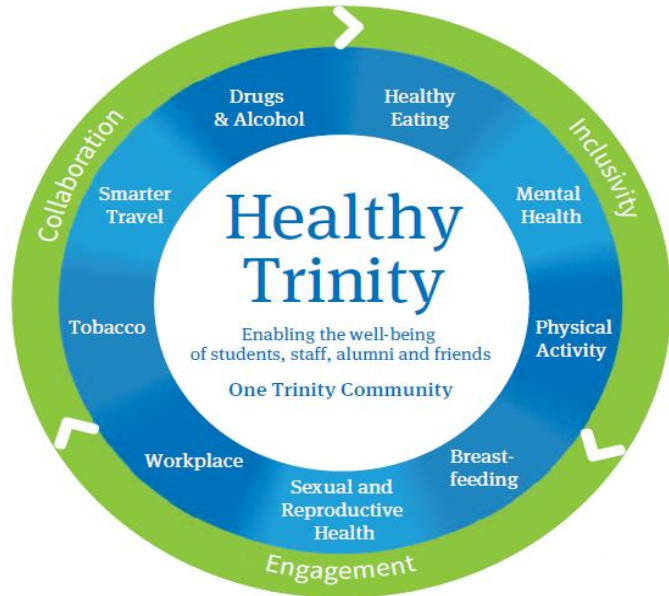 Healthy
Trinity
Enabling the well-being
of students, staff, alumni and friends
One Trinity Community
Drugs
& Alcohol
Healthy
Eating
Mental
Health
Physical
Activity
Breast-
feeding
Sexual and
Reproductive
Health
Workplace
Tobacco
Smarter
Travel
Collaboration
Inclusivity
Engagement